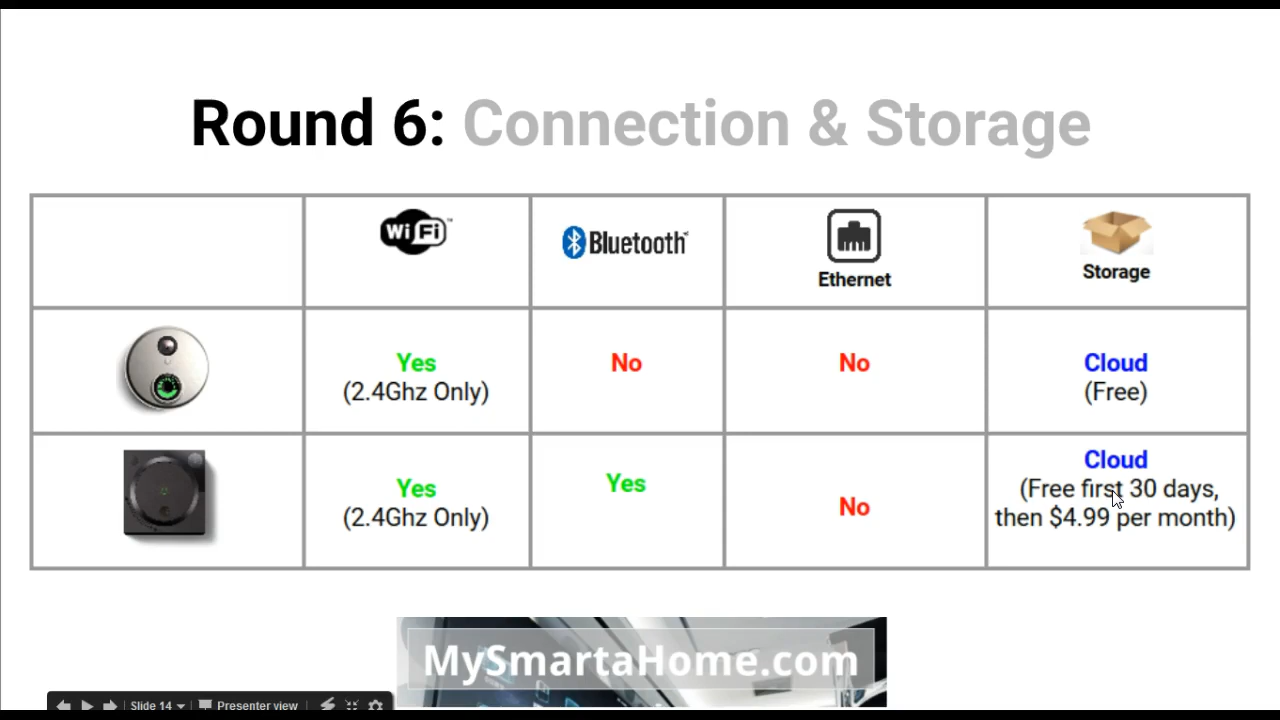 Round 6: Connection & Storage
WiFi™
Bluetooth
Ethernet
Storage
Yes
(2.4Ghz Only)
No
No
Cloud
(Free)
Yes
(2.4Ghz Only)
Yes
No
Cloud
(Free first 30 days,
then $4.99 per month)
MySmartaHome.com
Slide 14
Presenter view